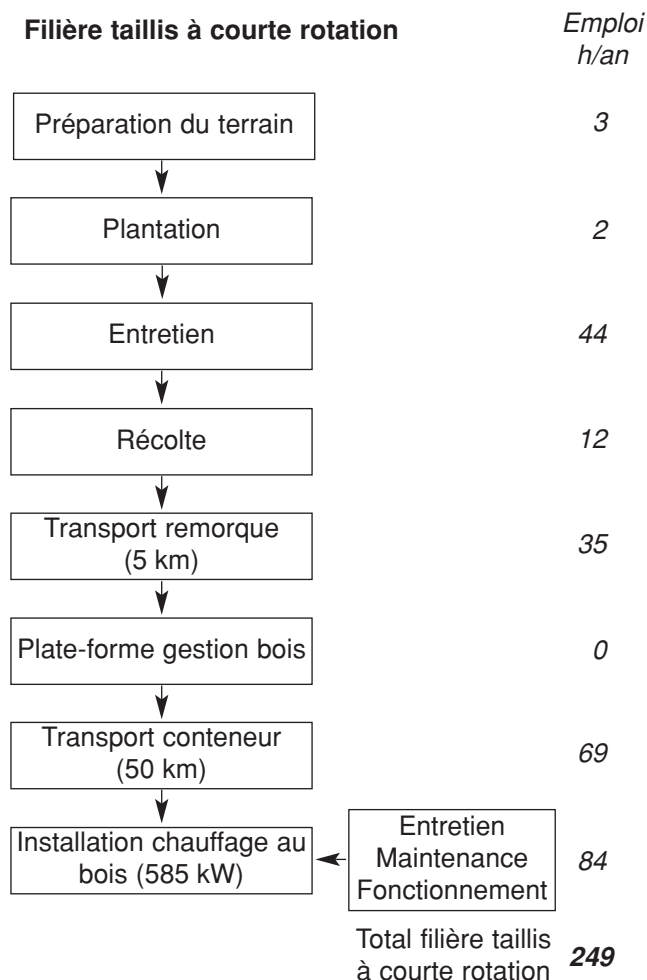 Filière taillis à courte rotation
Emploi
h/an
Préparation du terrain
3
Plantation
2
Entretien
44
Récolte
12
Transport remorque
(5 km)
35
Plate-forme gestion bois
0
Transport conteneur
(50 km)
69
Installation chauffage au
bois (585 kW)
Entretien
Maintenance
Fonctionnement
84
Total filière taillis
à courte rotation
249